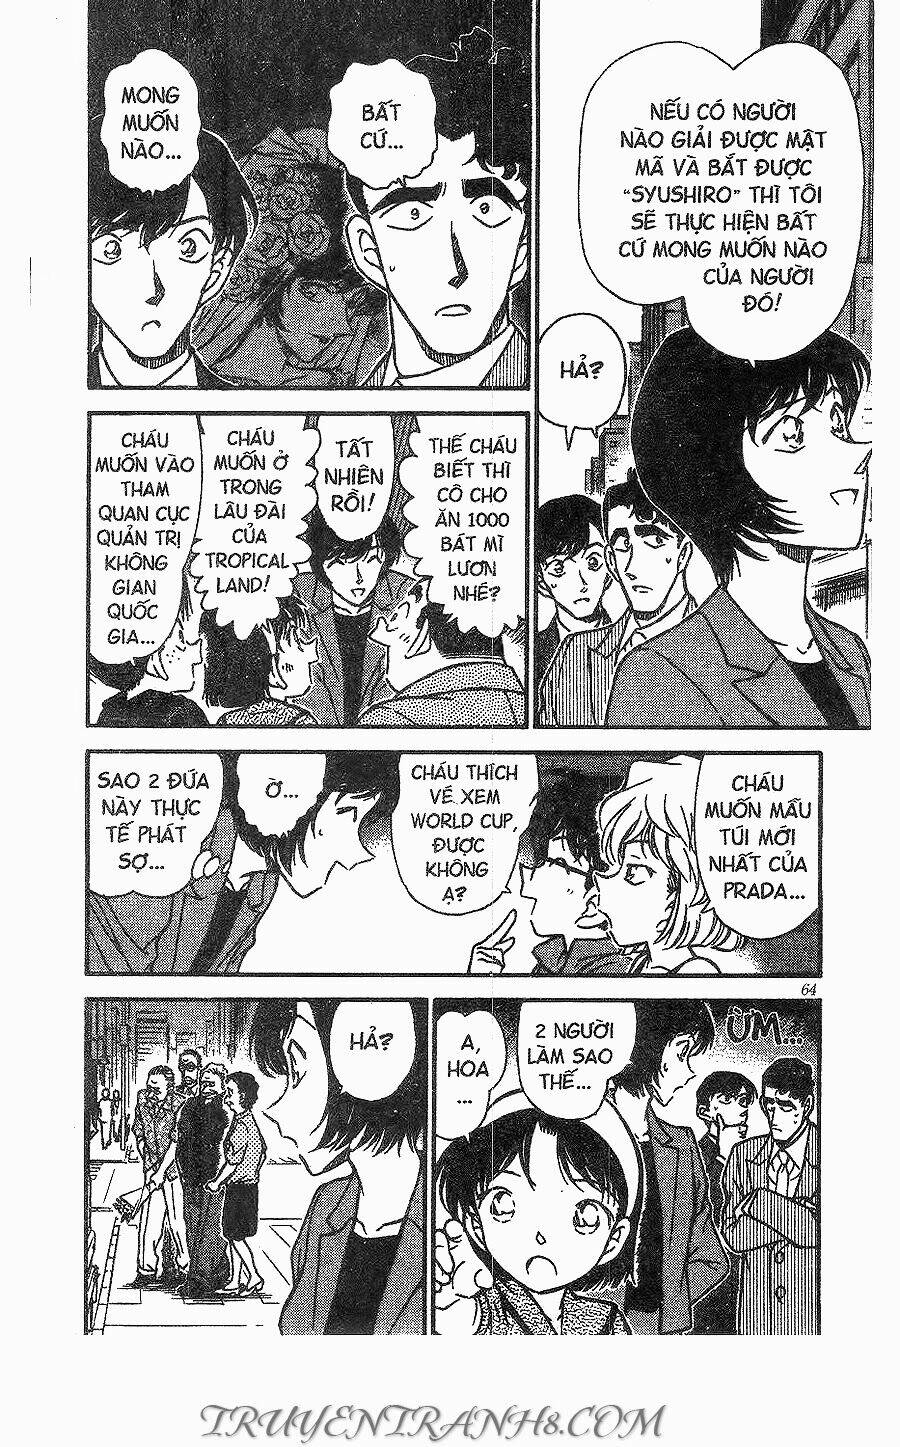 NẾU CÓ NGƯỜI
NÀO GIẢI ĐƯỢC MẬT
MÃ VÀ BẮT ĐƯỢC
"SYUSHIRO" THÌ TÔI
SẼ THỰC HIỆN BẤT
CỨ MONG MUỐN NÀO
CỦA NGƯỜI
ĐÓ!
HẢ?
BẤT
CỨ...
MONG
MUỐN
NÀO...
THẾ CHÁU
BIẾT THÌ
CÔ CHO
ĂN 1000
BÁT MÌ
LƯƠN
NHÉ?
TẤT
NHIÊN
RỒI!
CHÁU
MUỐN Ở
TRONG
LÂU ĐÀI
CỦA
TROPICAL
LAND!
CHÁU
MUỐN VÀO
THAM
QUAN CỤC
QUẢN TRỊ
KHÔNG
GIAN
QUỐC
GIA...
CHÁU
MUỐN MẪU
TÚI MỚI
NHẤT CỦA
PRADA...
CHÁU THÍCH
VÉ XEM
WORLD CUP,
ĐƯỢC
KHÔNG
Ạ?
Ờ...
SAO 2 ĐỨA
NÀY THỰC
TẾ PHÁT
SỢ...
64
ỪM...
2 NGƯỜI
LÀM SAO
THẾ...
A,
HOA
...
HẢ?
TRUYENTRANH8.COM